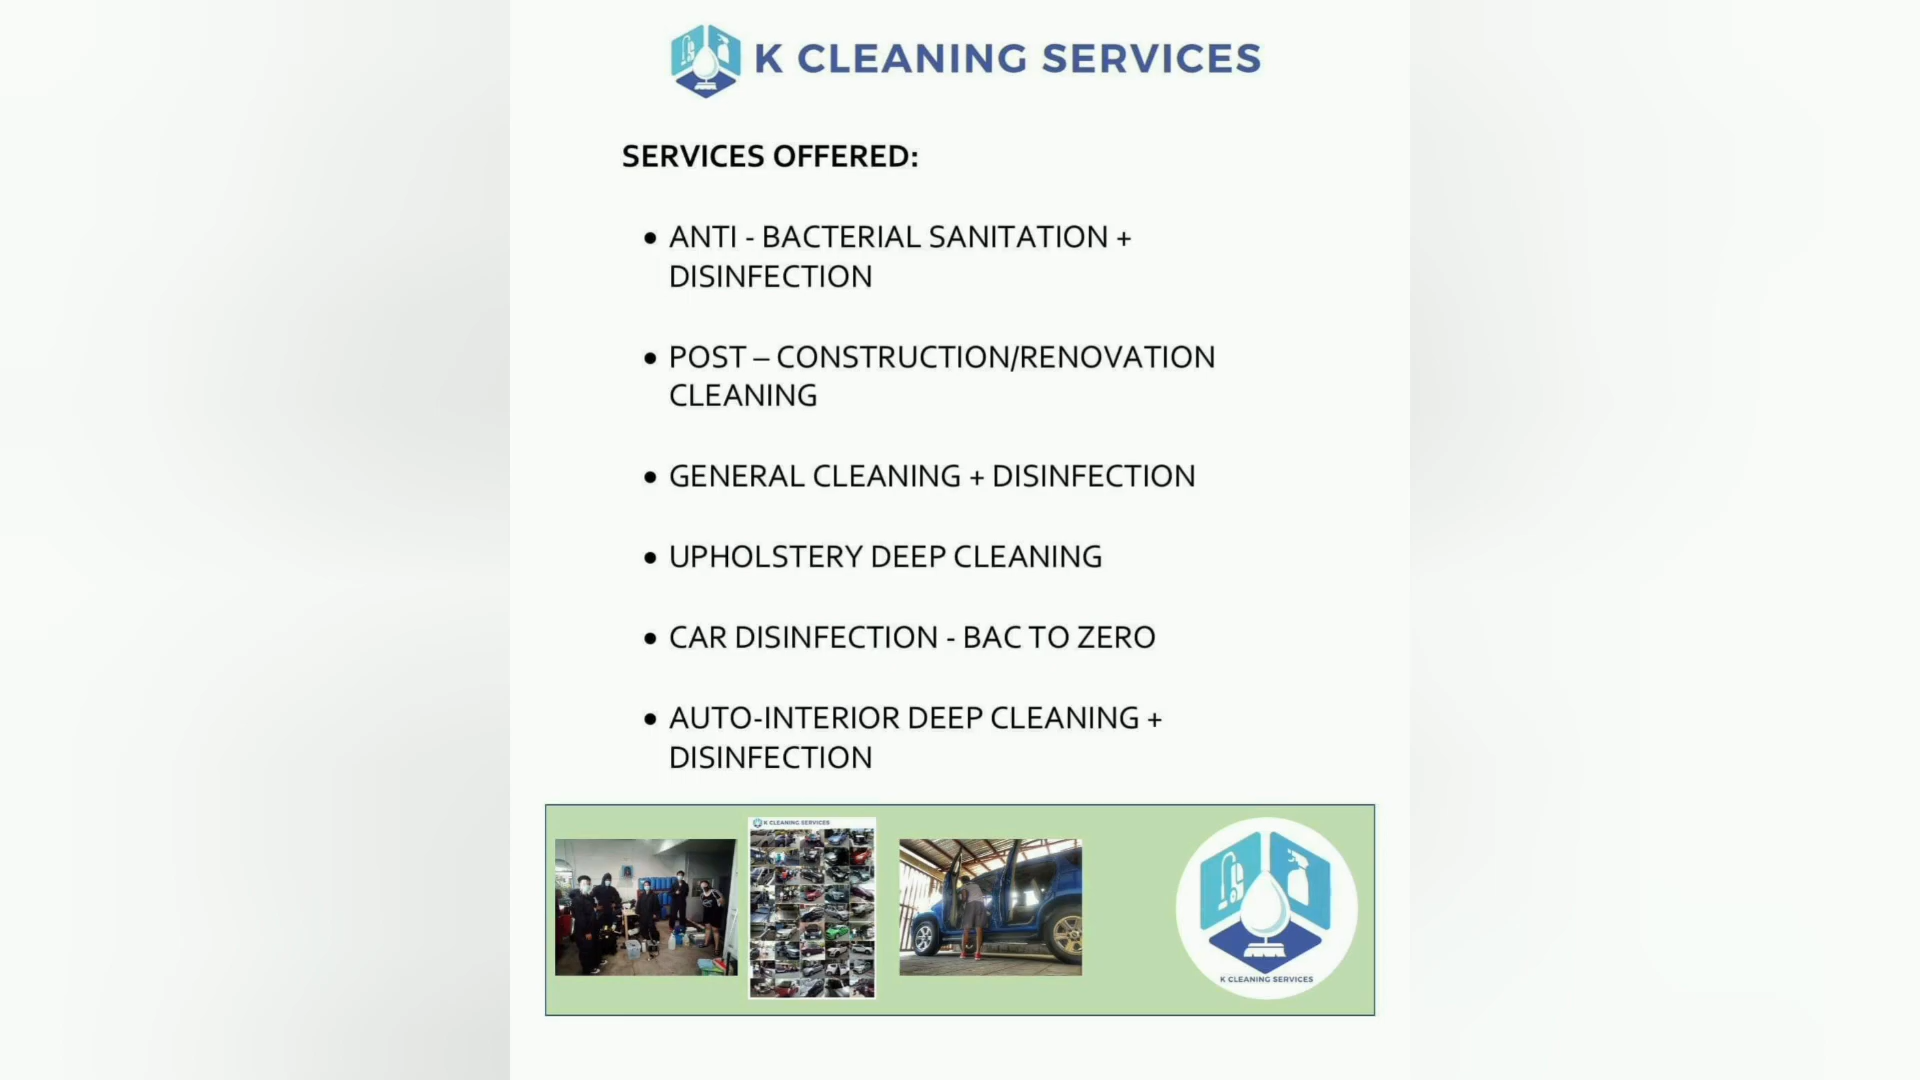 K CLEANING SERVICES
SERVICES OFFERED:
• ANTI - BACTERIAL SANITATION +
DISINFECTION
• POST – CONSTRUCTION/RENOVATION
CLEANING
• GENERAL CLEANING + DISINFECTION
• UPHOLSTERY DEEP CLEANING
• CAR DISINFECTION - BAC TO ZERO
• AUTO-INTERIOR DEEP CLEANING +
DISINFECTION
K CLEANING SERVICES
K CLEANING SERVICES